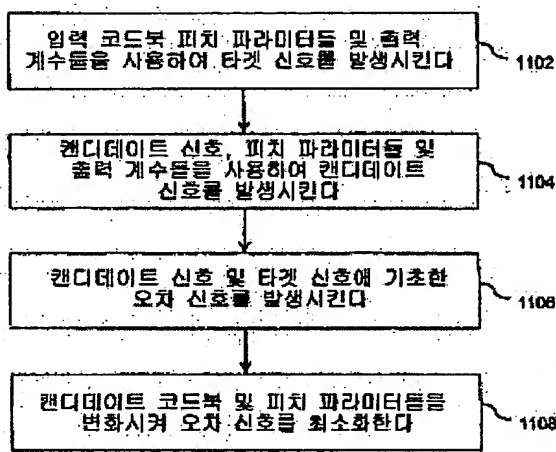 입력 코드북 피치 파라미터들 및 출력
계수들을 사용하여 타겟 신호를 발생시킨다
1102
캔디데이트 신호, 피치 파라미터들 및
출력 계수들을 사용하여 캔디데이트
신호를 발생시킨다
1104
캔디데이트 신호 및 타겟 신호에 기초한
오차 신호를 발생시킨다
1106
캔디데이트 코드북 및 피치 파라미터들을
변화시켜 오차 신호를 최소화한다
1108